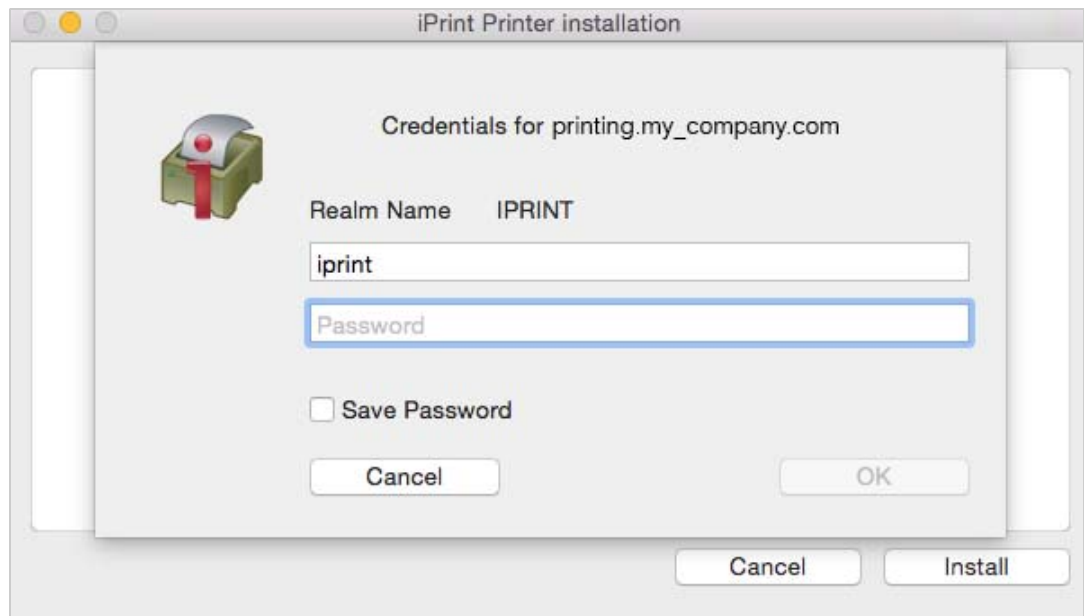 iPrint Printer installation
Credentials for printing.my_company.com
Realm Name IPRINT
iprint
Password
Save Password
Cancel OK
Cancel Install